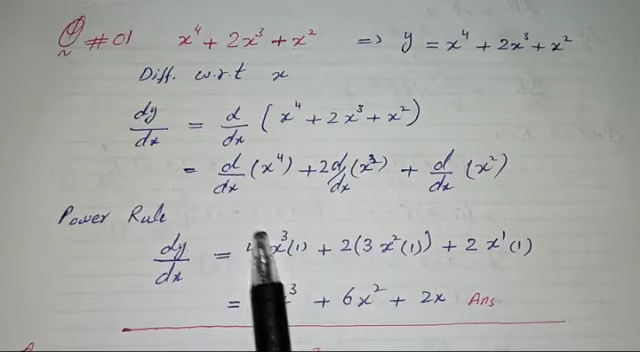 Q#01 x⁴ + 2x³ + x² => y = x⁴ + 2x³ + x²
Diff. w.r.t x
dy/dx = d/dx (x⁴ + 2x³ + x²)
= d/dx (x⁴) + 2 d/dx (x³) + d/dx (x²)
Power Rule
dy/dx = 4x³(1) + 2(3x²(1)) + 2x¹(1)
= x³ + 6x² + 2x Ans